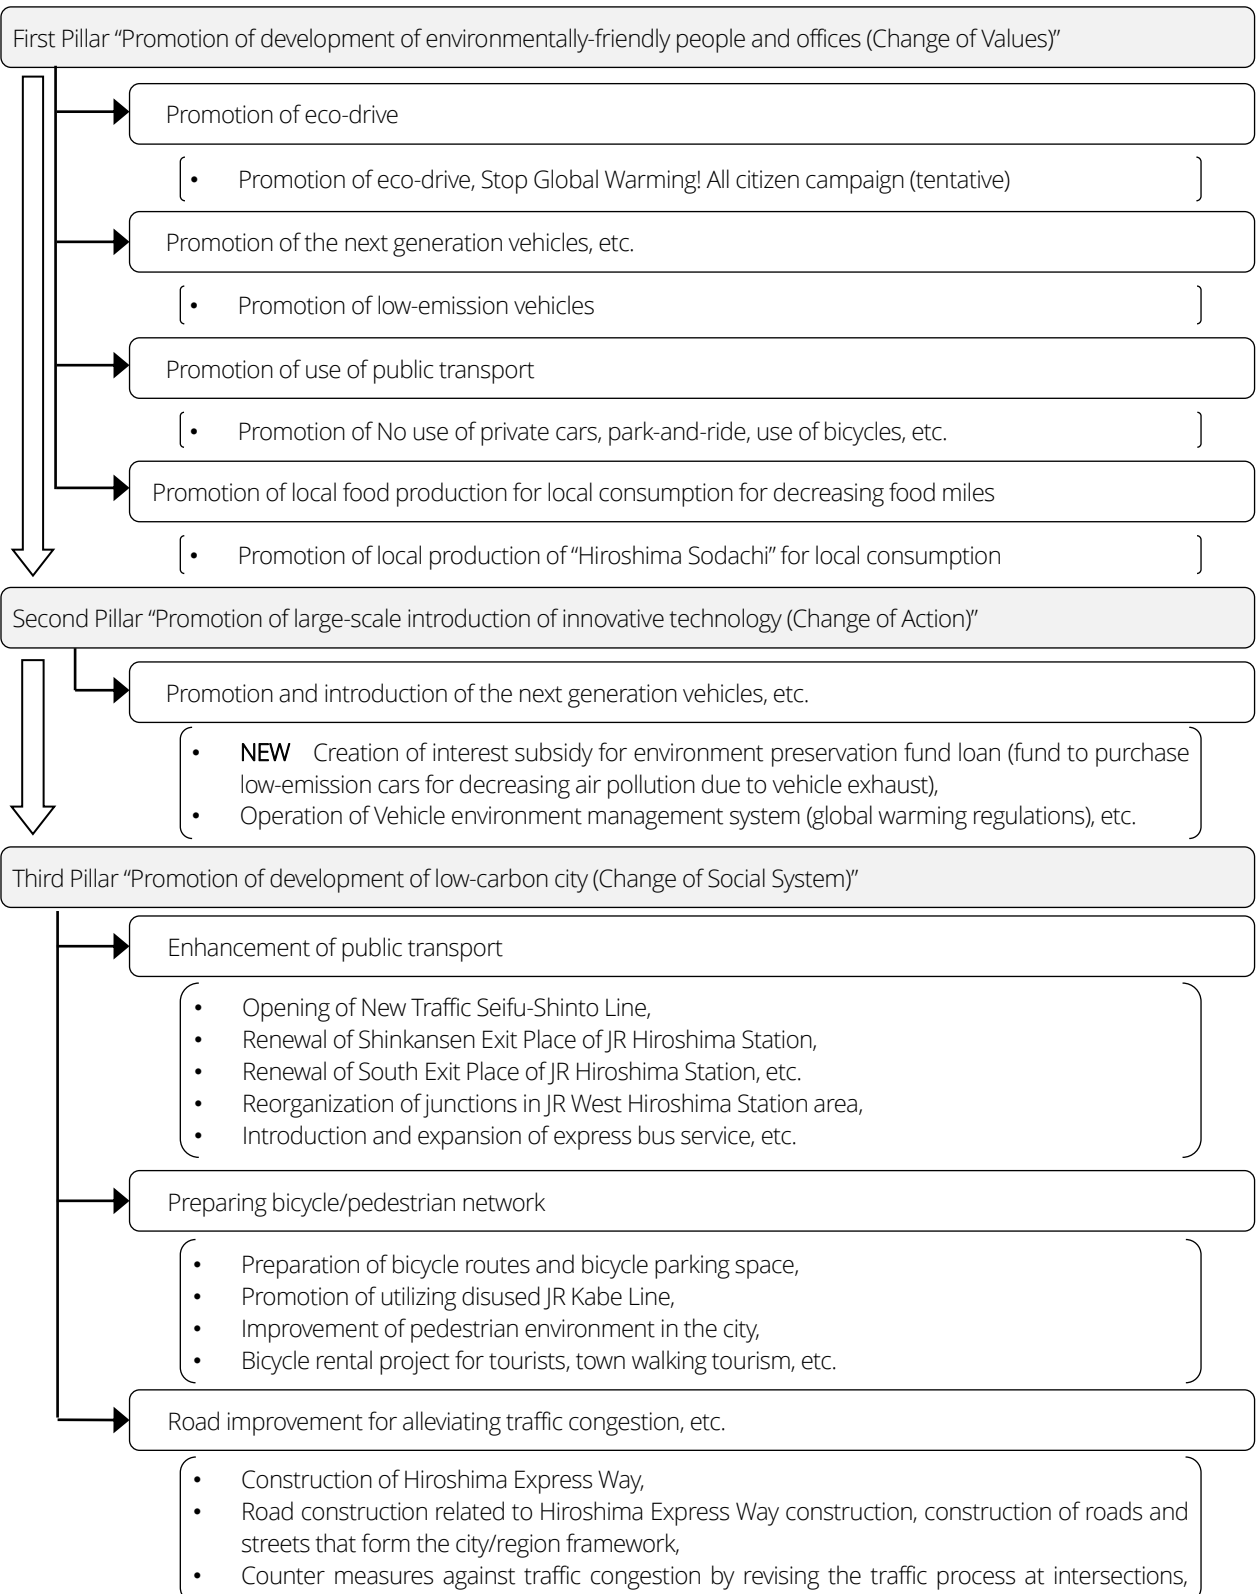 First Pillar “Promotion of development of environmentally-friendly people and offices (Change of Values)”
Promotion of eco-drive
• Promotion of eco-drive, Stop Global Warming! All citizen campaign (tentative)
Promotion of the next generation vehicles, etc.
• Promotion of low-emission vehicles
Promotion of use of public transport
• Promotion of No use of private cars, park-and-ride, use of bicycles, etc.
Promotion of local food production for local consumption for decreasing food miles
• Promotion of local production of “Hiroshima Sodachi” for local consumption
Second Pillar “Promotion of large-scale introduction of innovative technology (Change of Action)”
Promotion and introduction of the next generation vehicles, etc.
• NEW Creation of interest subsidy for environment preservation fund loan (fund to purchase
low-emission cars for decreasing air pollution due to vehicle exhaust),
• Operation of Vehicle environment management system (global warming regulations), etc.
Third Pillar “Promotion of development of low-carbon city (Change of Social System)”
Enhancement of public transport
• Opening of New Traffic Seifu-Shinto Line,
• Renewal of Shinkansen Exit Place of JR Hiroshima Station,
• Renewal of South Exit Place of JR Hiroshima Station, etc.
• Reorganization of junctions in JR West Hiroshima Station area,
• Introduction and expansion of express bus service, etc.
Preparing bicycle/pedestrian network
• Preparation of bicycle routes and bicycle parking space,
• Promotion of utilizing disused JR Kabe Line,
• Improvement of pedestrian environment in the city,
• Bicycle rental project for tourists, town walking tourism, etc.
Road improvement for alleviating traffic congestion, etc.
• Construction of Hiroshima Express Way,
• Road construction related to Hiroshima Express Way construction, construction of roads and
streets that form the city/region framework,
• Counter measures against traffic congestion by revising the traffic process at intersections,